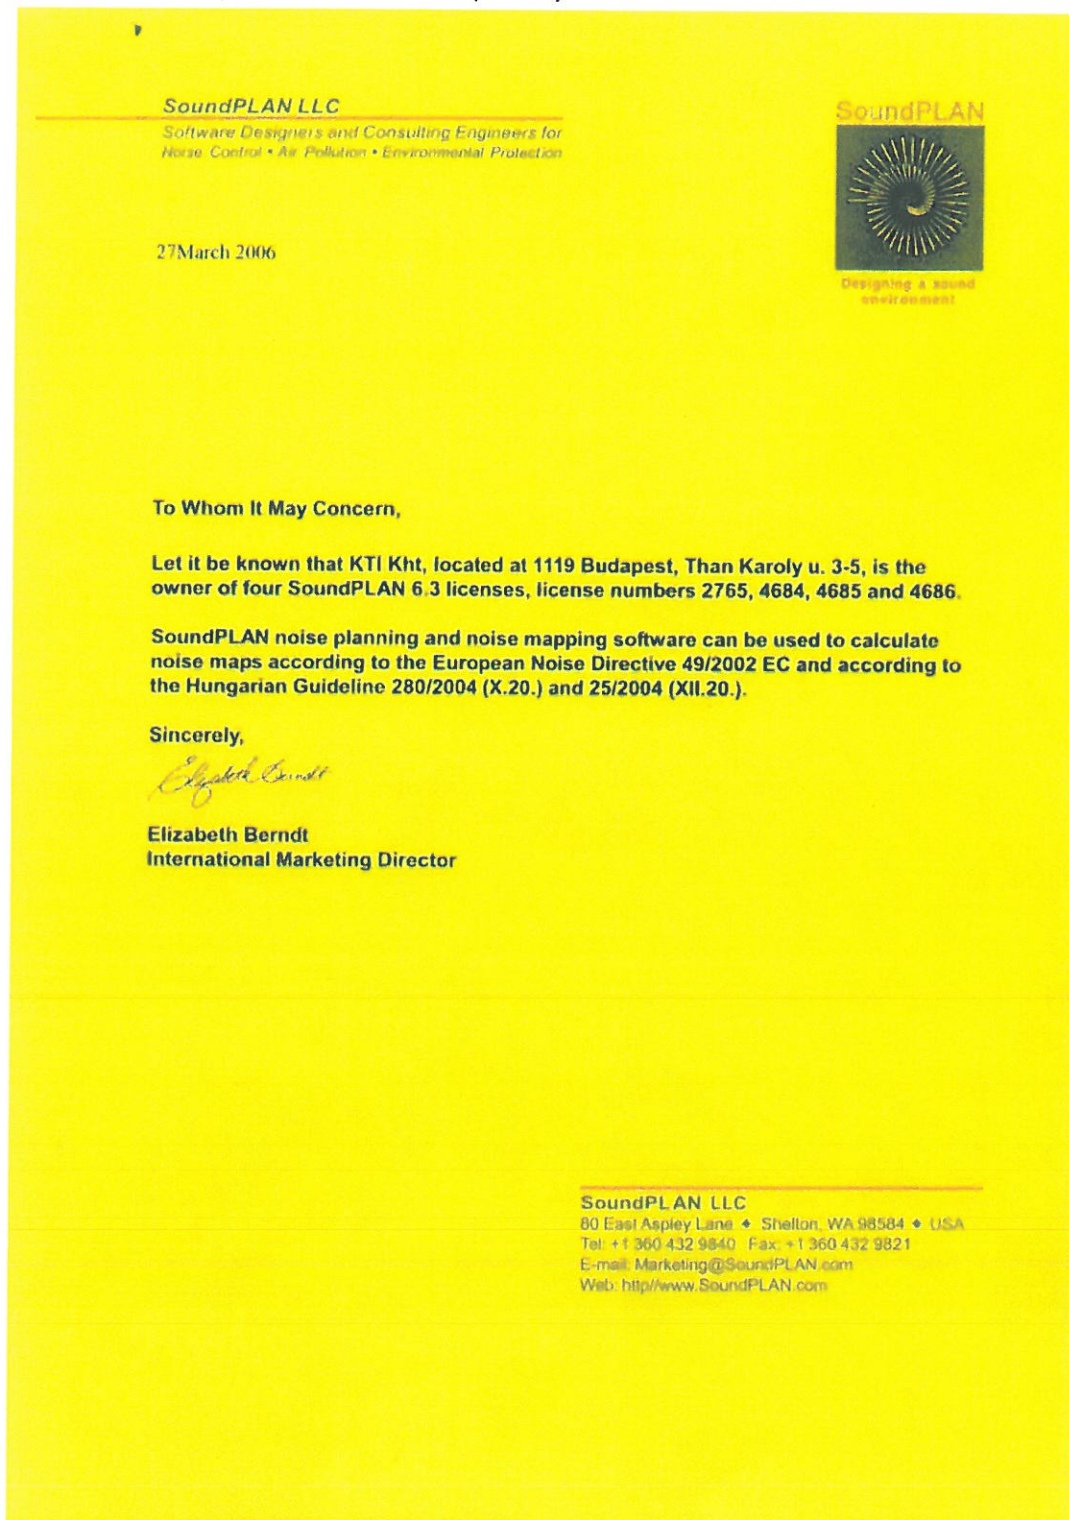 SoundPLAN LLC
Software Designers and Consulting Engineers for
Noise Control • Air Pollution • Environmental Protection
SoundPLAN
Designing a sound
environment
27March 2006
To Whom It May Concern,
Let it be known that KTI Kht, located at 1119 Budapest, Than Karoly u. 3-5, is the
owner of four SoundPLAN 6.3 licenses, license numbers 2765, 4684, 4685 and 4686.
SoundPLAN noise planning and noise mapping software can be used to calculate
noise maps according to the European Noise Directive 49/2002 EC and according to
the Hungarian Guideline 280/2004 (X.20.) and 25/2004 (XII.20.).
Sincerely,
Elizabeth Berndt
Elizabeth Berndt
International Marketing Director
SoundPLAN LLC
80 East Aspley Lane ♦ Shelton, WA 98584 ♦ USA
Tel: +1 360 432 9840 Fax: +1 360 432 9821
E-mail: Marketing@SoundPLAN.com
Web: http//www.SoundPLAN.com